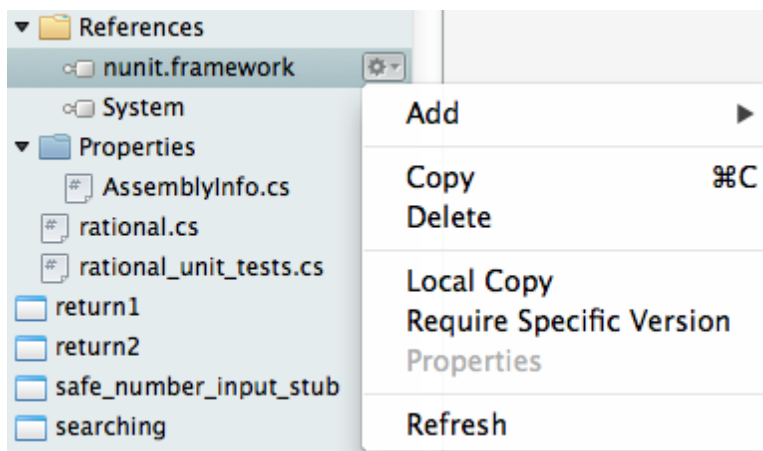 References
nunit.framework
System
Properties
AssemblyInfo.cs
rational.cs
rational_unit_tests.cs
return1
return2
safe_number_input_stub
searching
Add
Copy ⌘C
Delete
Local Copy
Require Specific Version
Properties
Refresh